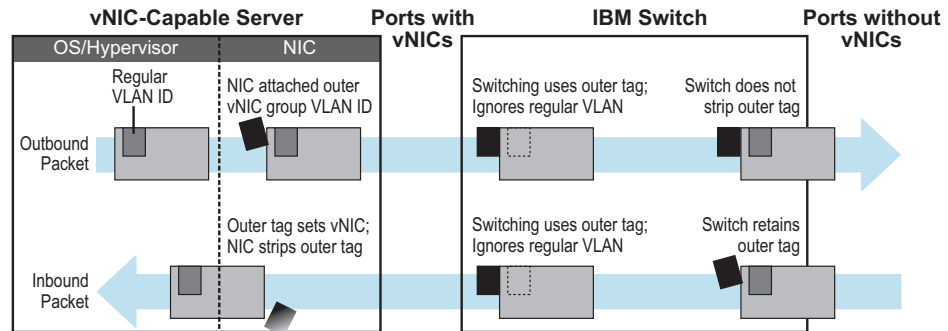 vNIC-Capable Server
Ports with
vNICs
IBM Switch
Ports without
vNICs
OS/Hypervisor
NIC
Regular
VLAN ID
NIC attached outer
vNIC group VLAN ID
Switching uses outer tag;
Ignores regular VLAN
Switch does not
strip outer tag
Outbound
Packet
Outer tag sets vNIC;
NIC strips outer tag
Switching uses outer tag;
Ignores regular VLAN
Switch retains
outer tag
Inbound
Packet